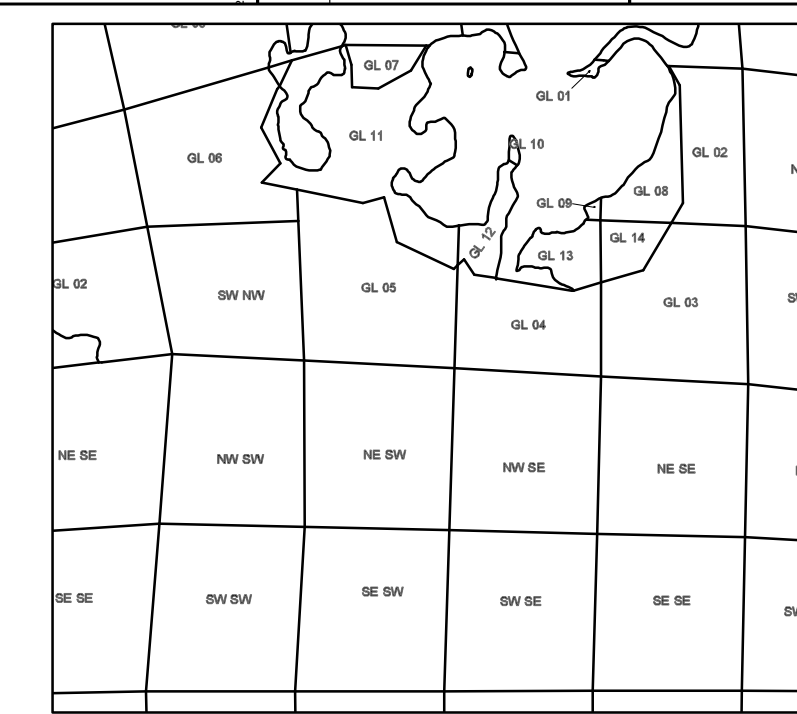 GL 07
GL 01
GL 11
GL 10
GL 06
GL 02
GL 08
GL 09
GL 12
GL 14
GL 13
GL 02
SW NW
GL 05
GL 03
GL 04
NE SE
NW SW
NE SW
NW SE
NE SE
SE SE
SW SW
SE SW
SW SE
SE SE